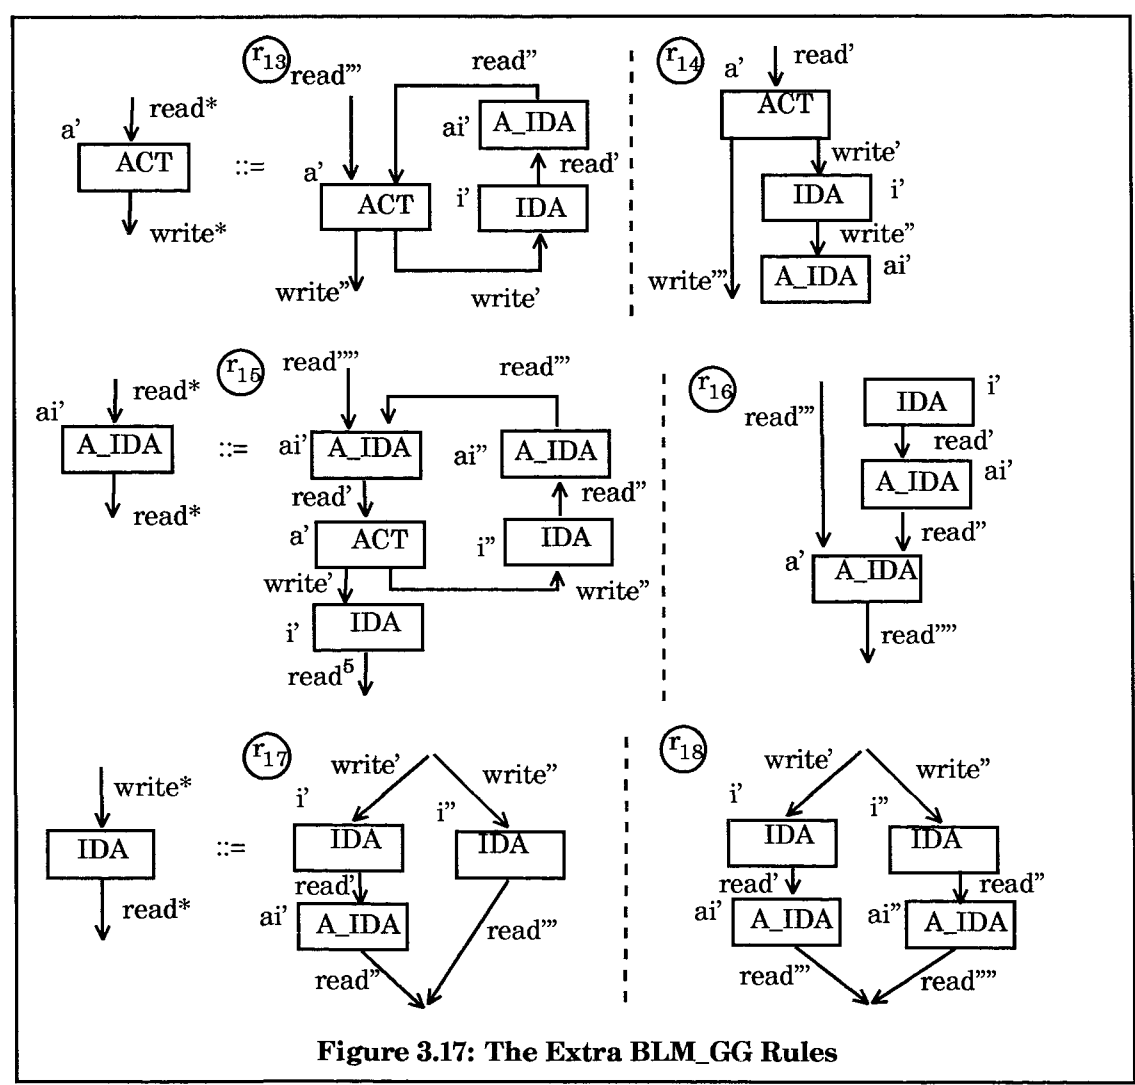 r13
read''''
read''
read*
a'
ACT
write*
::=
ai'
A_IDA
read'
a'
ACT
i'
IDA
write''
write'
r14
a'
read'
ACT
write'
IDA
i'
write''
write'''
A_IDA
ai'
read*
ai'
A_IDA
read*
::=
r15
read''''
read'''
ai'
A_IDA
ai''
A_IDA
read'
read''
a'
ACT
i''
IDA
write'
write''
i'
IDA
read5
r16
read'''
IDA
i'
read'
A_IDA
ai'
read''
a'
A_IDA
read''''
write*
IDA
read*
::=
r17
write'
write''
i'
IDA
i''
IDA
read'
ai'
A_IDA
read'''
read''
r18
write'
write''
i'
IDA
i''
IDA
read'
read''
ai'
A_IDA
ai''
A_IDA
read'''
read''''
Figure 3.17: The Extra BLM_GG Rules